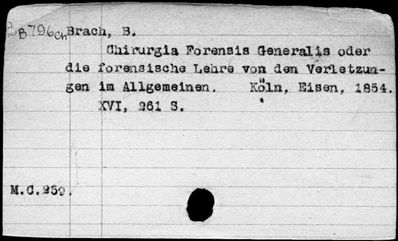 B796ch Brach, B.
Chirurgia Forensis Generalis oder
die forensische Lehre von den Verletzun-
gen im Allgemeinen. Köln, Eisen, 1854.
XVI, 261 S.
M.C.259.